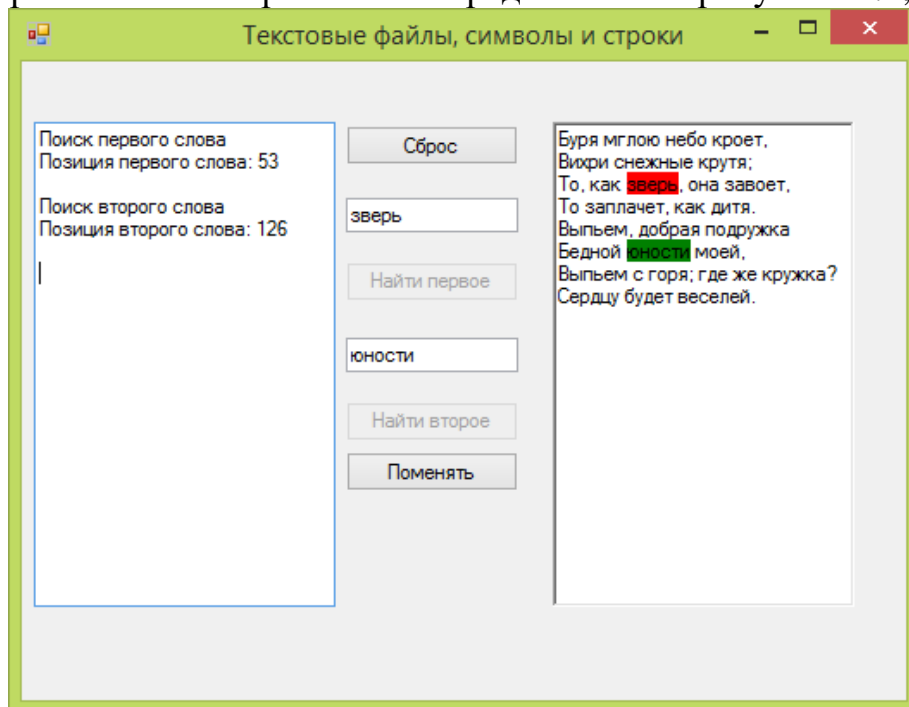 Текстовые файлы, символы и строки
Поиск первого слова
Позиция первого слова: 53
Поиск второго слова
Позиция второго слова: 126
Сброс
зверь
Найти первое
юности
Найти второе
Поменять
Буря мглою небо кроет,
Вихри снежные крутя;
То, как зверь, она завоет,
То заплачет, как дитя.
Выпьем, добрая подружка
Бедной юности моей,
Выпьем с горя; где же кружка?
Сердцу будет веселей.